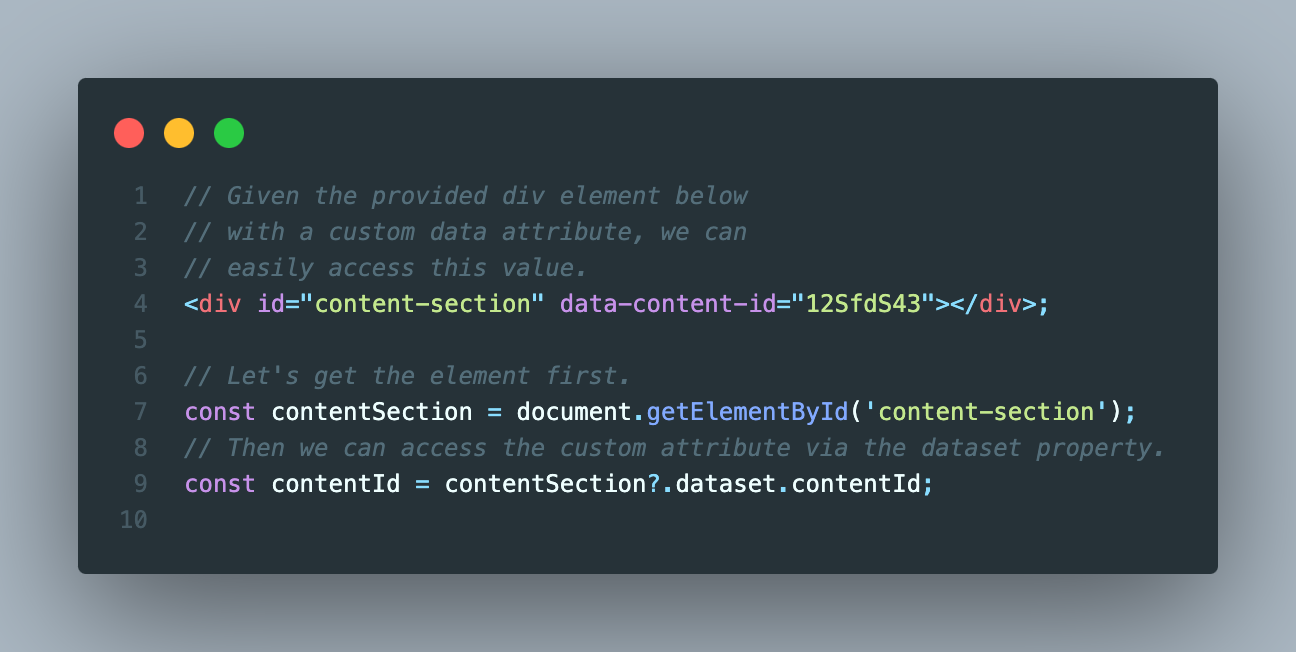 1 // Given the provided div element below
2 // with a custom data attribute, we can
3 // easily access this value.
4 <div id="content-section" data-content-id="12SfdS43"></div>;
5
6 // Let's get the element first.
7 const contentSection = document.getElementById('content-section');
8 // Then we can access the custom attribute via the dataset property.
9 const contentId = contentSection?.dataset.contentId;
10